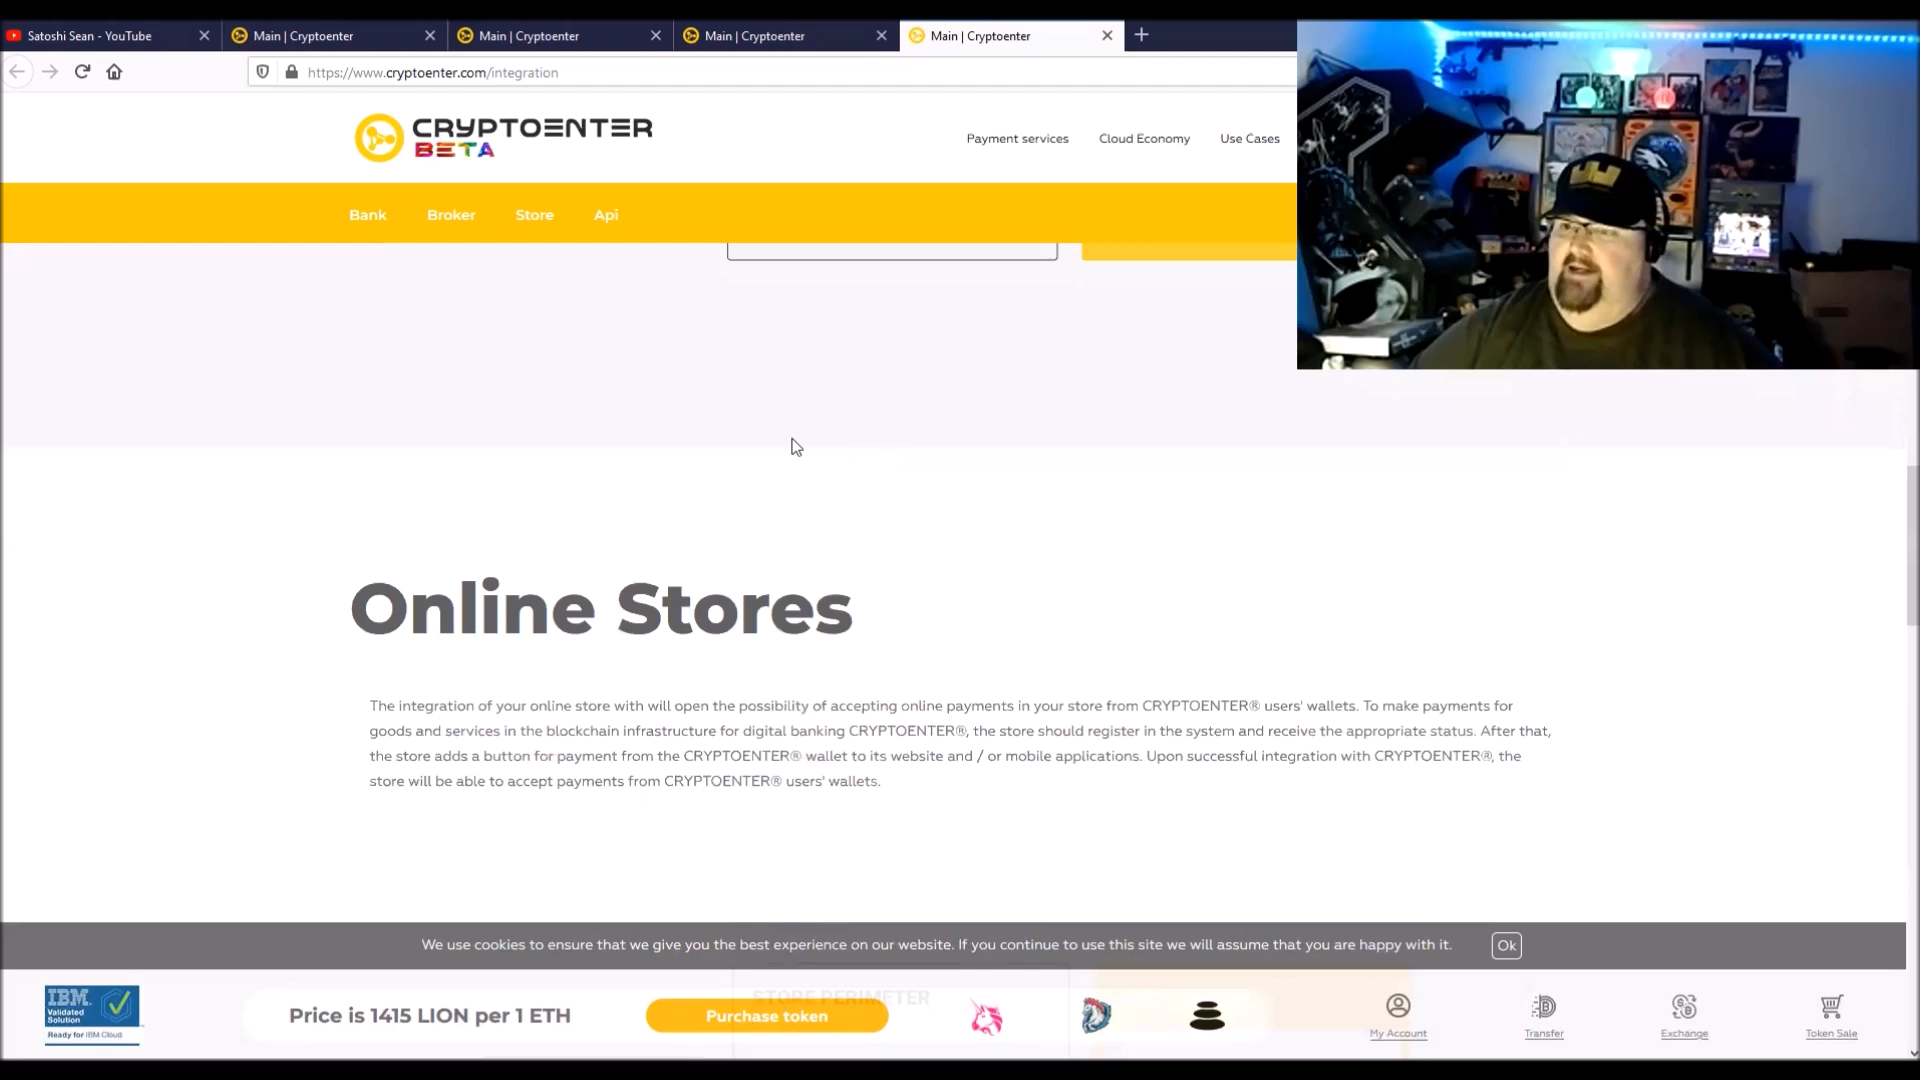 Satoshi Sean - YouTube
Main | Cryptoenter
Main | Cryptoenter
Main | Cryptoenter
Main | Cryptoenter
https://www.cryptoenter.com/integration
CRYPTOENTER
BETA
Payment services
Cloud Economy
Use Cases
Bank
Broker
Store
Api
Online Stores
The integration of your online store with will open the possibility of accepting online payments in your store from CRYPTOENTER® users' wallets. To make payments for
goods and services in the blockchain infrastructure for digital banking CRYPTOENTER®, the store should register in the system and receive the appropriate status. After that,
the store adds a button for payment from the CRYPTOENTER® wallet to its website and / or mobile applications. Upon successful integration with CRYPTOENTER®, the
store will be able to accept payments from CRYPTOENTER® users' wallets.
We use cookies to ensure that we give you the best experience on our website. If you continue to use this site we will assume that you are happy with it.
Ok
IBM.
Validated
Solution
Ready for IBM Cloud
Price is 1415 LION per 1 ETH
STORE PERIMETER
Purchase token
My Account
Transfer
Exchange
Token Sale